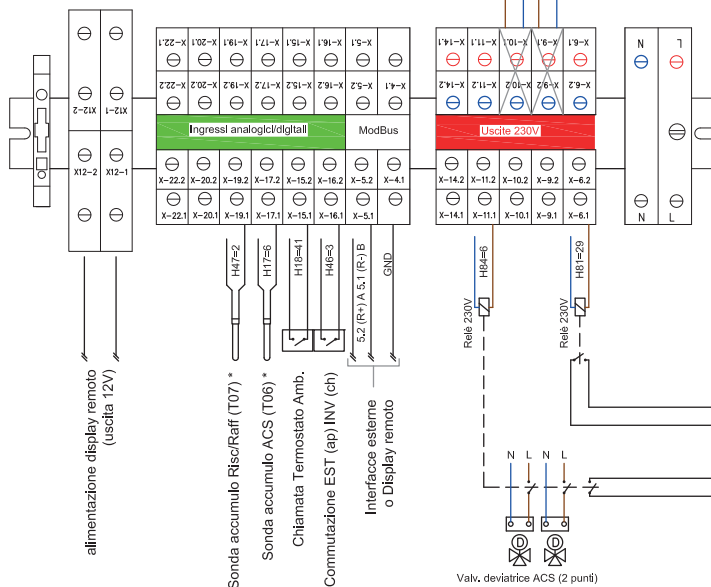 X-22.1 X-20.1 X-19.1 X-17.1 X-15.1 X-16.1 X-5.1
X-14.1 X-11.1 X-10.1 X-9.1 X-6.1
N L
X12-2 X12-1
X-22.2 X-20.2 X-19.2 X-17.2 X-15.2 X-16.2 X-5.2 X-4.1
X-14.2 X-11.2 X-10.2 X-9.2 X-6.2
Ingressi analogici/digitali
ModBus
Uscite 230V
X12-2 X12-1
X-22.2 X-20.2 X-19.2 X-17.2 X-15.2 X-16.2 X-5.2 X-4.1
X-14.2 X-11.2 X-10.2 X-9.2 X-6.2
X-22.1 X-20.1 X-19.1 X-17.1 X-15.1 X-16.1 X-5.1
X-14.1 X-11.1 X-10.1 X-9.1 X-6.1
N L
H47=2
H17=6
H18=41
H46=3
5.2 (R+) A 5.1 (R-) B
GND
H84=6
H81=29
Relè 230V
Relè 230V
alimentazione display remoto
(uscita 12V)
Sonda accumulo Risc/Raff (T07) *
Sonda accumulo ACS (T06) *
Chiamata Termostato Amb.
Commutazione EST (ap) INV (ch)
Interfacce esterne
o Display remoto
N L N L
D D
Valv. deviatrice ACS (2 punti)